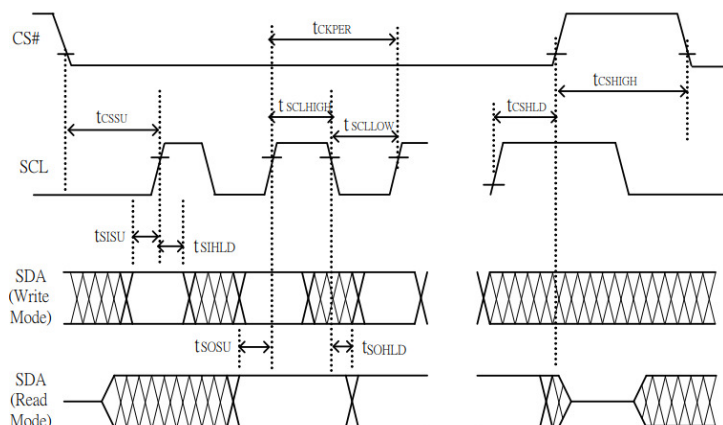 CS#
tCKPER
tCSHIGH
tCSSU
tSCLHIGH
tSCLLOW
tCSHLD
SCL
tSISU
tSIHLD
SDA
(Write
Mode)
tSOSU
tSOHLD
SDA
(Read
Mode)